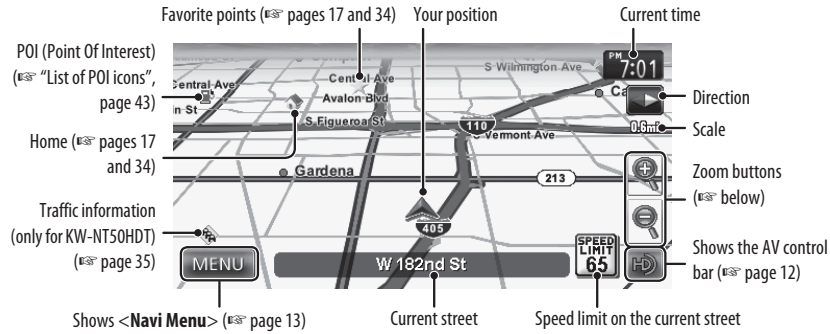 Favorite points (☞ pages 17 and 34)
Your position
Current time
POI (Point Of Interest)
(☞ "List of POI icons",
page 43)
Home (☞ pages 17
and 34)
Traffic information
(only for KW-NT50HDT)
(☞ page 35)
S Wilmington Ave
PM 7:01
Central Ave
Central Ave
Avalon Blvd
n St
S Figueroa St
Ca
Direction
0.6mi
Scale
110
Vermont Ave
Gardena
213
Zoom buttons
(☞ below)
405
SPEED
LIMIT
65
MENU
W 182nd St
HD
Shows the AV control
bar (☞ page 12)
Shows <Navi Menu> (☞ page 13)
Current street
Speed limit on the current street